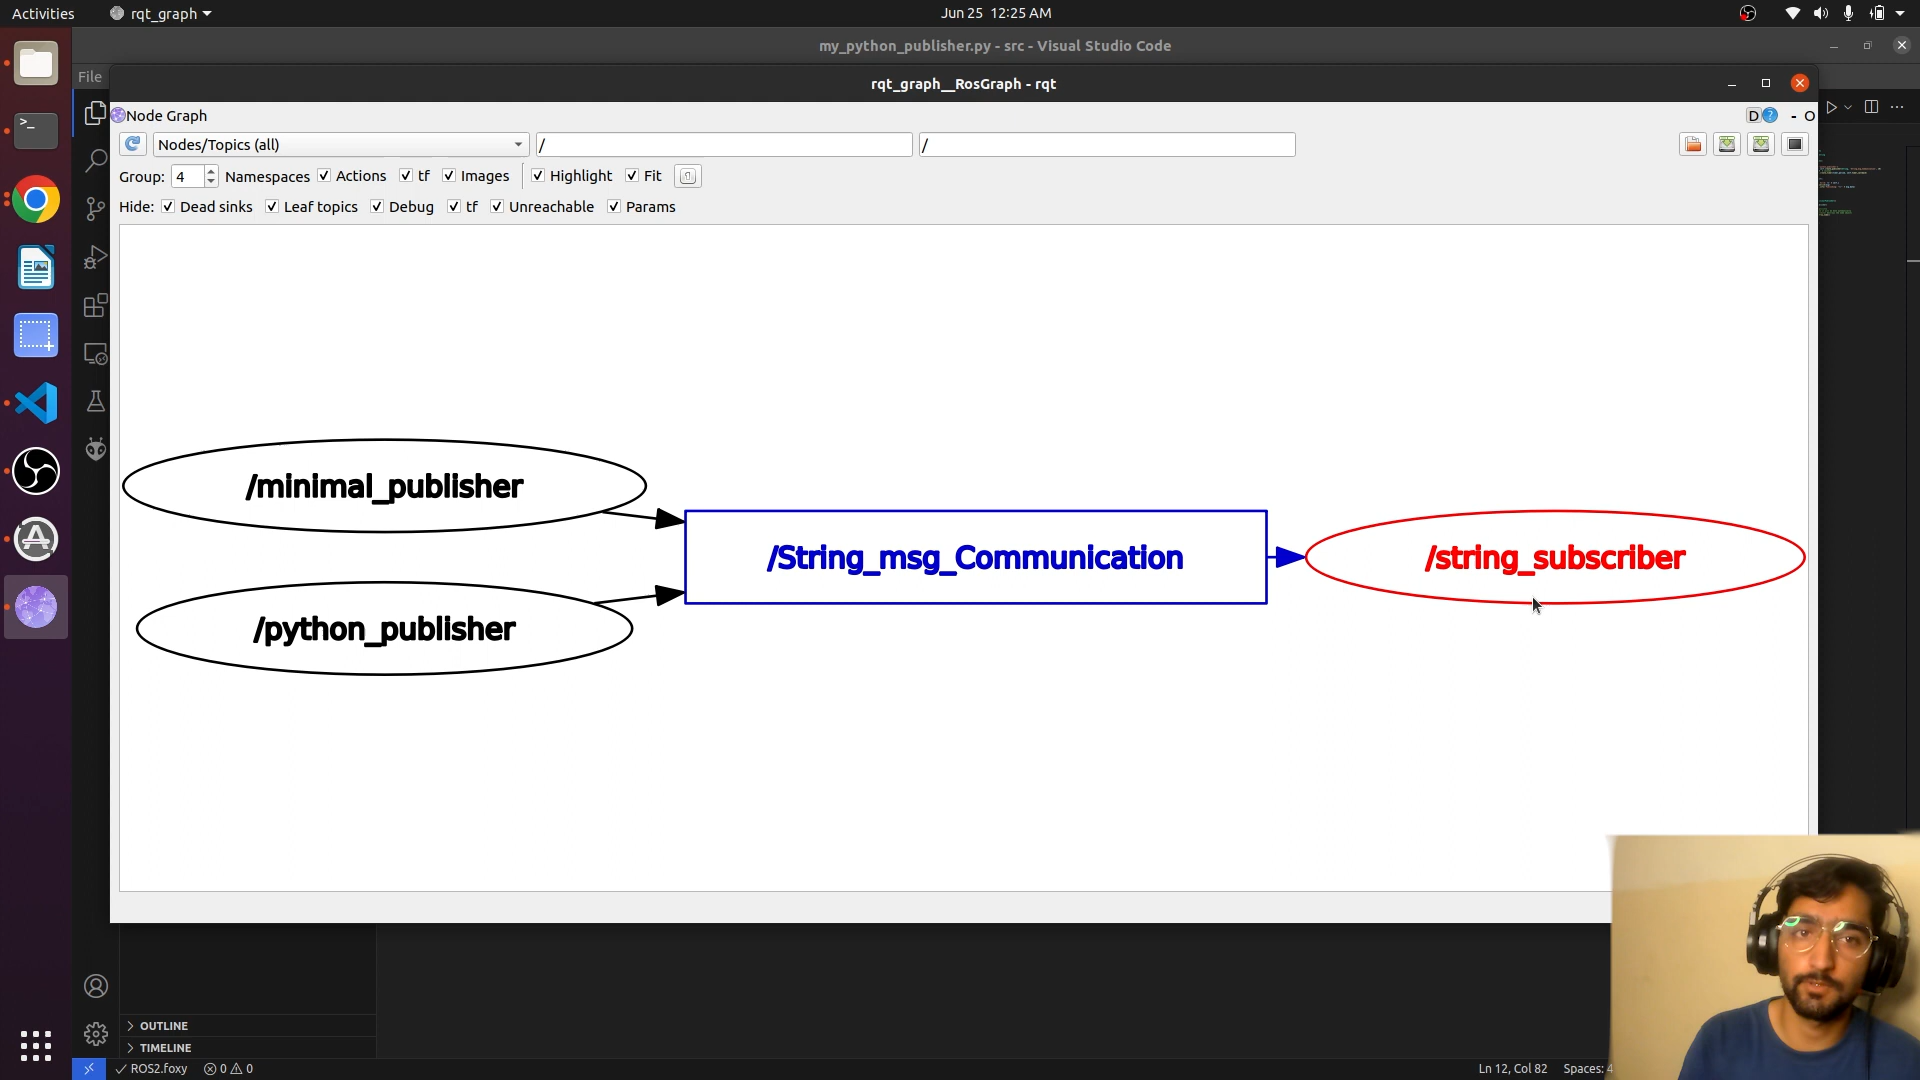 Activities rqt_graph Jun 25 12:25 AM
my_python_publisher.py - src - Visual Studio Code
File
rqt_graph__RosGraph - rqt
Node Graph D ? - O
Nodes/Topics (all) / /
Group: 4 Namespaces Actions tf Images Highlight Fit
Hide: Dead sinks Leaf topics Debug tf Unreachable Params
/minimal_publisher
/String_msg_Communication
/string_subscriber
/python_publisher
OUTLINE
TIMELINE
ROS2.foxy 0 0 Ln 12, Col 82 Spaces: 4